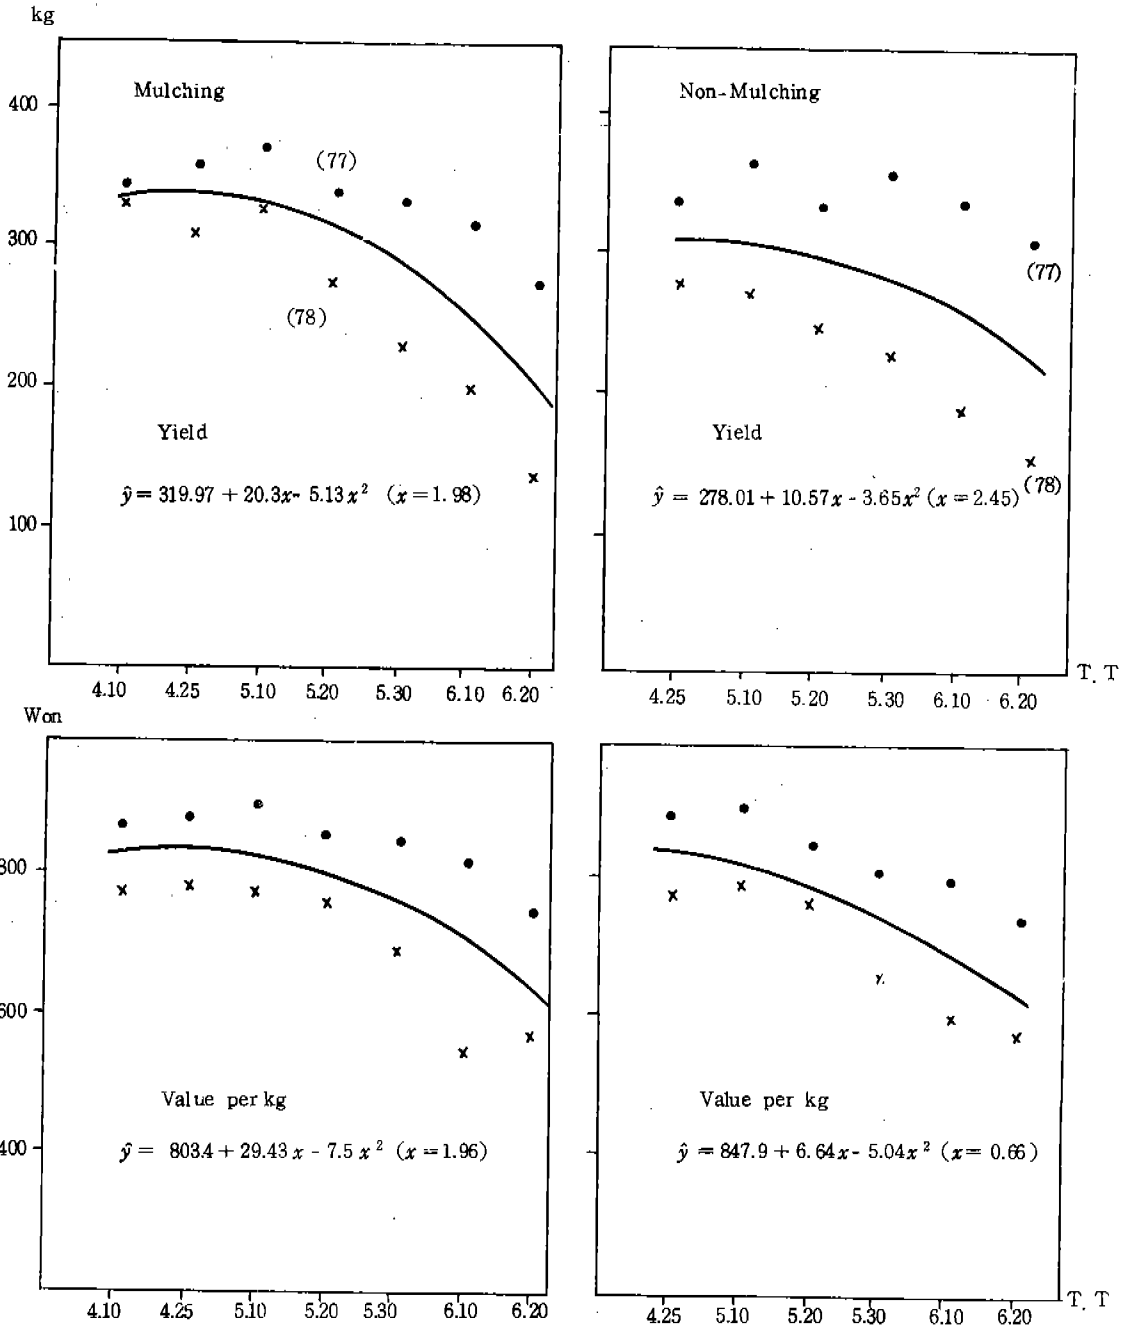 kg
Mulching
Non-Mulching
400
(77)
300
(77)
(78)
200
Yield
Yield
ŷ = 319.97 + 20.3x - 5.13x² (x = 1.98)
ŷ = 278.01 + 10.57x - 3.65x² (x = 2.45)
(78)
100
4.10 4.25 5.10 5.20 5.30 6.10 6.20
4.25 5.10 5.20 5.30 6.10 6.20
T. T
Won
800
600
Value per kg
Value per kg
400
ŷ = 803.4 + 29.43x - 7.5x² (x = 1.96)
ŷ = 847.9 + 6.64x - 5.04x² (x = 0.66)
4.10 4.25 5.10 5.20 5.30 6.10 6.20
4.25 5.10 5.20 5.30 6.10 6.20
T. T